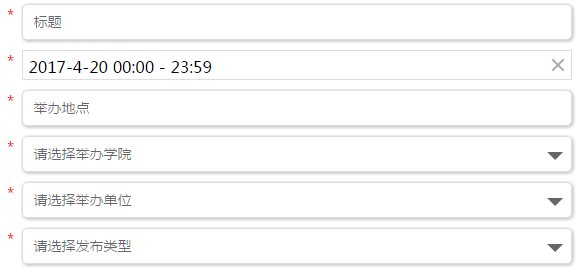 * 标题
* 2017-4-20 00:00 - 23:59 ×
* 举办地点
* 请选择举办学院
* 请选择举办单位
* 请选择发布类型